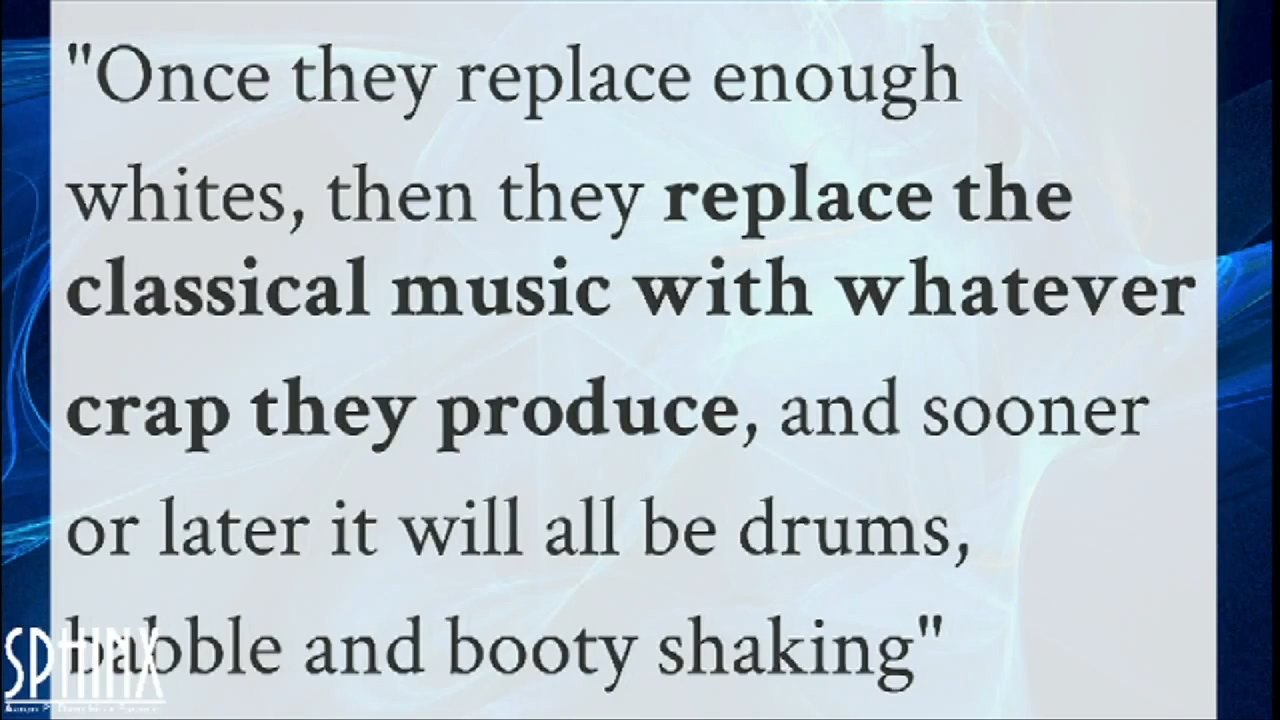 "Once they replace enough
whites, then they replace the
classical music with whatever
crap they produce, and sooner
or later it will all be drums,
babble and booty shaking"
SPHINX